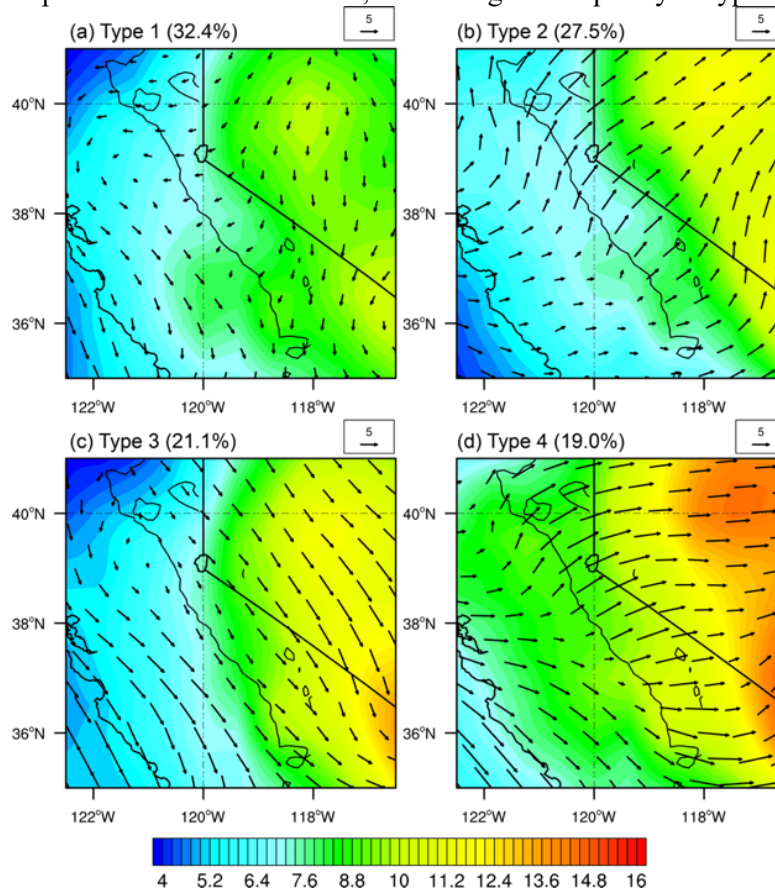 5 5
(a) Type 1 (32.4%) (b) Type 2 (27.5%)
40°N 40°N
38°N 38°N
36°N 36°N
122°W 120°W 118°W 122°W 120°W 118°W
5 5
(c) Type 3 (21.1%) (d) Type 4 (19.0%)
40°N 40°N
38°N 38°N
36°N 36°N
122°W 120°W 118°W 122°W 120°W 118°W
4 5.2 6.4 7.6 8.8 10 11.2 12.4 13.6 14.8 16